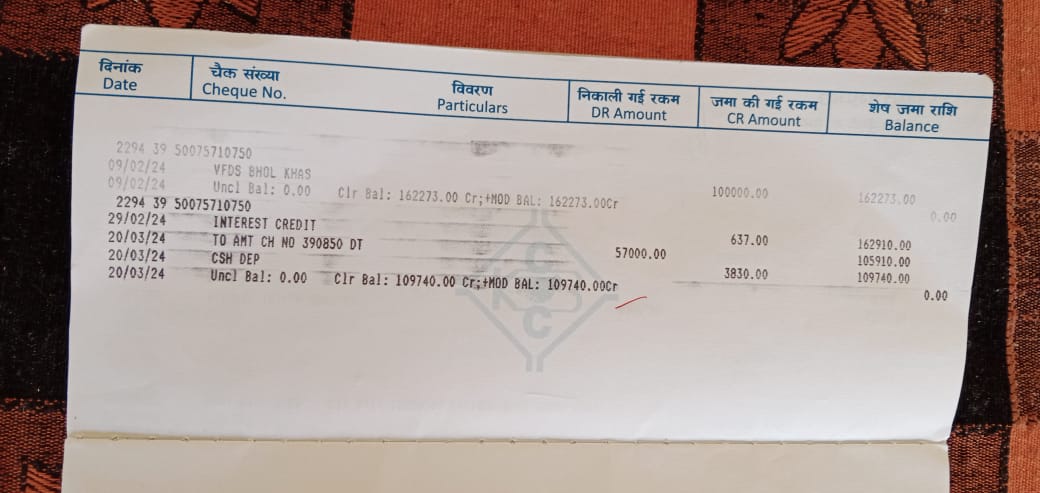 दिनांक चैक संख्या विवरण निकाली गई रकम जमा की गई रकम शेष जमा राशि
Date Cheque No. Particulars DR Amount CR Amount Balance
2294 39 50075710750
09/02/24 VFDS BHOL KHAS 100000.00 162273.00
09/02/24 Uncl Bal: 0.00 Clr Bal: 162273.00 Cr;+MOD BAL: 162273.00Cr 0.00
2294 39 50075710750
29/02/24 INTEREST CREDIT 637.00 162910.00
20/03/24 TO AMT CH NO 390850 DT 57000.00 105910.00
20/03/24 CSH DEP 3830.00 109740.00
20/03/24 Uncl Bal: 0.00 Clr Bal: 109740.00 Cr;+MOD BAL: 109740.00Cr 0.00
C
K
C